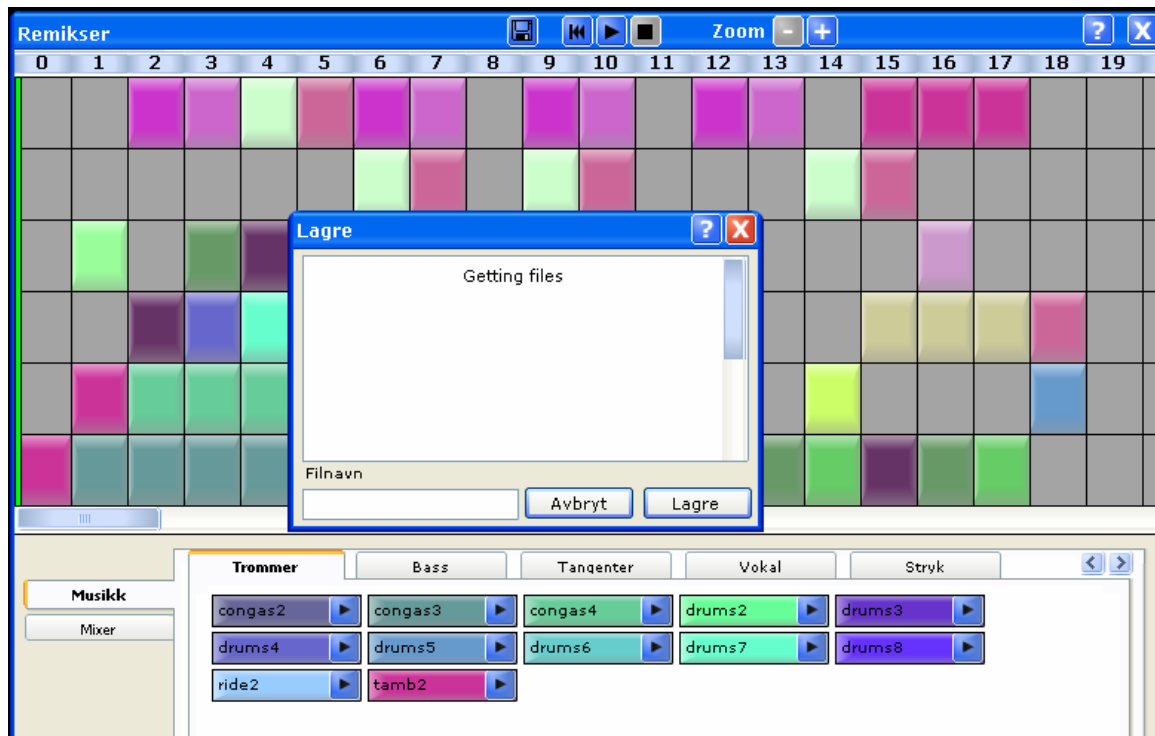 Remikser Zoom - + ? X
0 1 2 3 4 5 6 7 8 9 10 11 12 13 14 15 16 17 18 19
Lagre ? X
Getting files
Filnavn
Avbryt Lagre
Trommer Bass Tangenter Vokal Stryk
Musikk
Mixer
congas2 congas3 congas4 drums2 drums3
drums4 drums5 drums6 drums7 drums8
ride2 tamb2